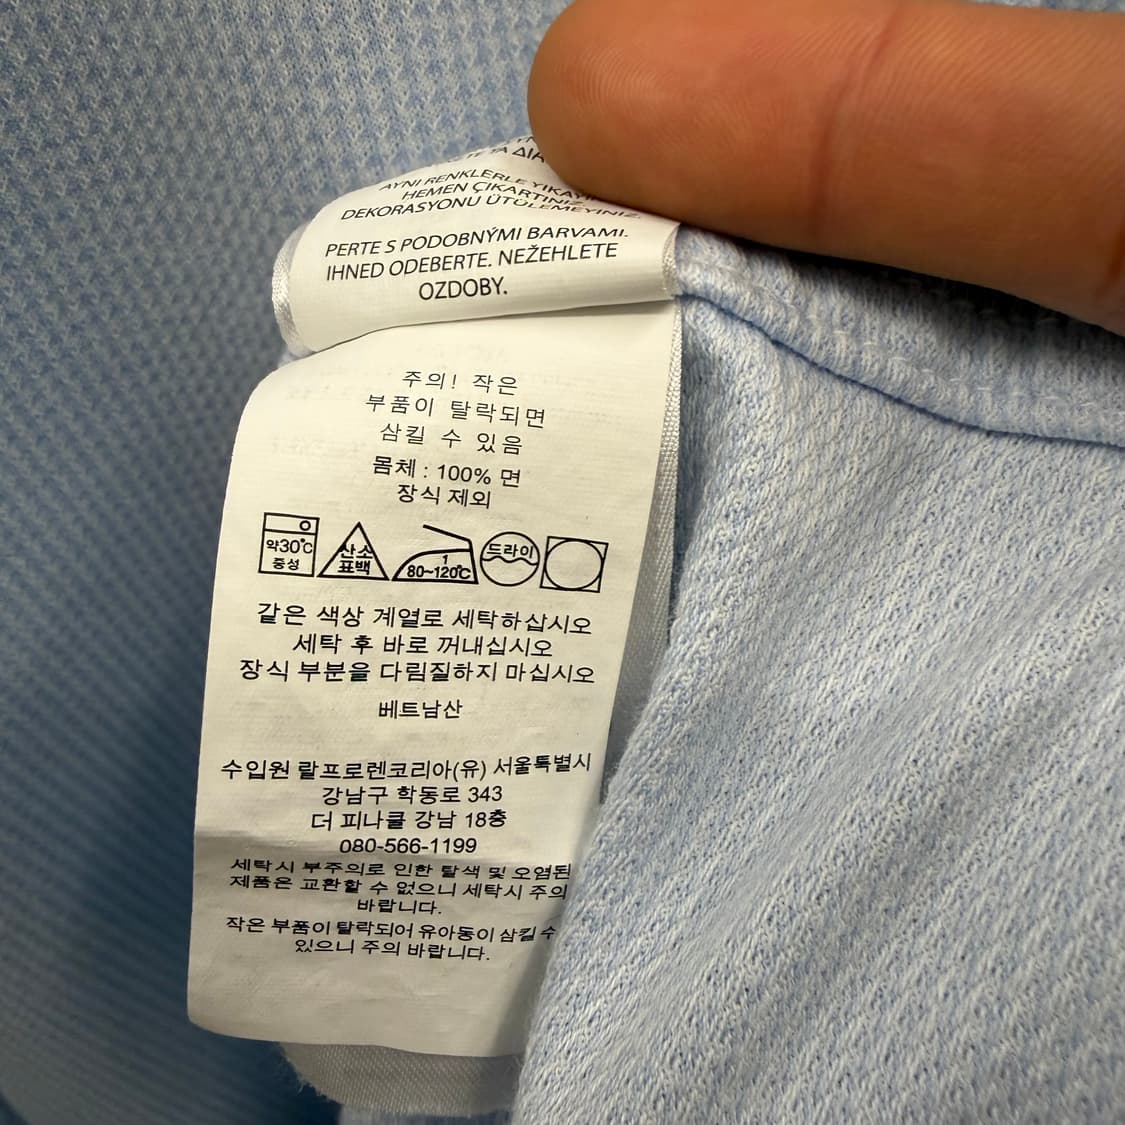 AYNI RENKLERLE
HEMEN ÇIKARTINIZ
DEKORASYONU ÜTÜLEMEYİNİZ.
PERTE S PODOBNÝMI BARVAMI.
IHNED ODEBERTE. NEŽEHLETE
OZDOBY.
주의! 작은
부품이 탈락되면
삼킬 수 있음
몸체 : 100% 면
장식 제외
약30℃ 중성
산소 표백
1 80~120℃
드라이
같은 색상 계열로 세탁하십시오
세탁 후 바로 꺼내십시오
장식 부분을 다림질하지 마십시오
베트남산
수입원 랄프로렌코리아(유) 서울특별시
강남구 학동로 343
더 피나클 강남 18층
080-566-1199
세탁시 부주의로 인한 탈색 및 오염된
제품은 교환할 수 없으니 세탁시 주의
바랍니다.
작은 부품이 탈락되어 유아동이 삼킬 수
있으니 주의 바랍니다.